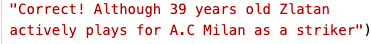 "Correct! Although 39 years old Zlatan
actively plays for A.C Milan as a striker")